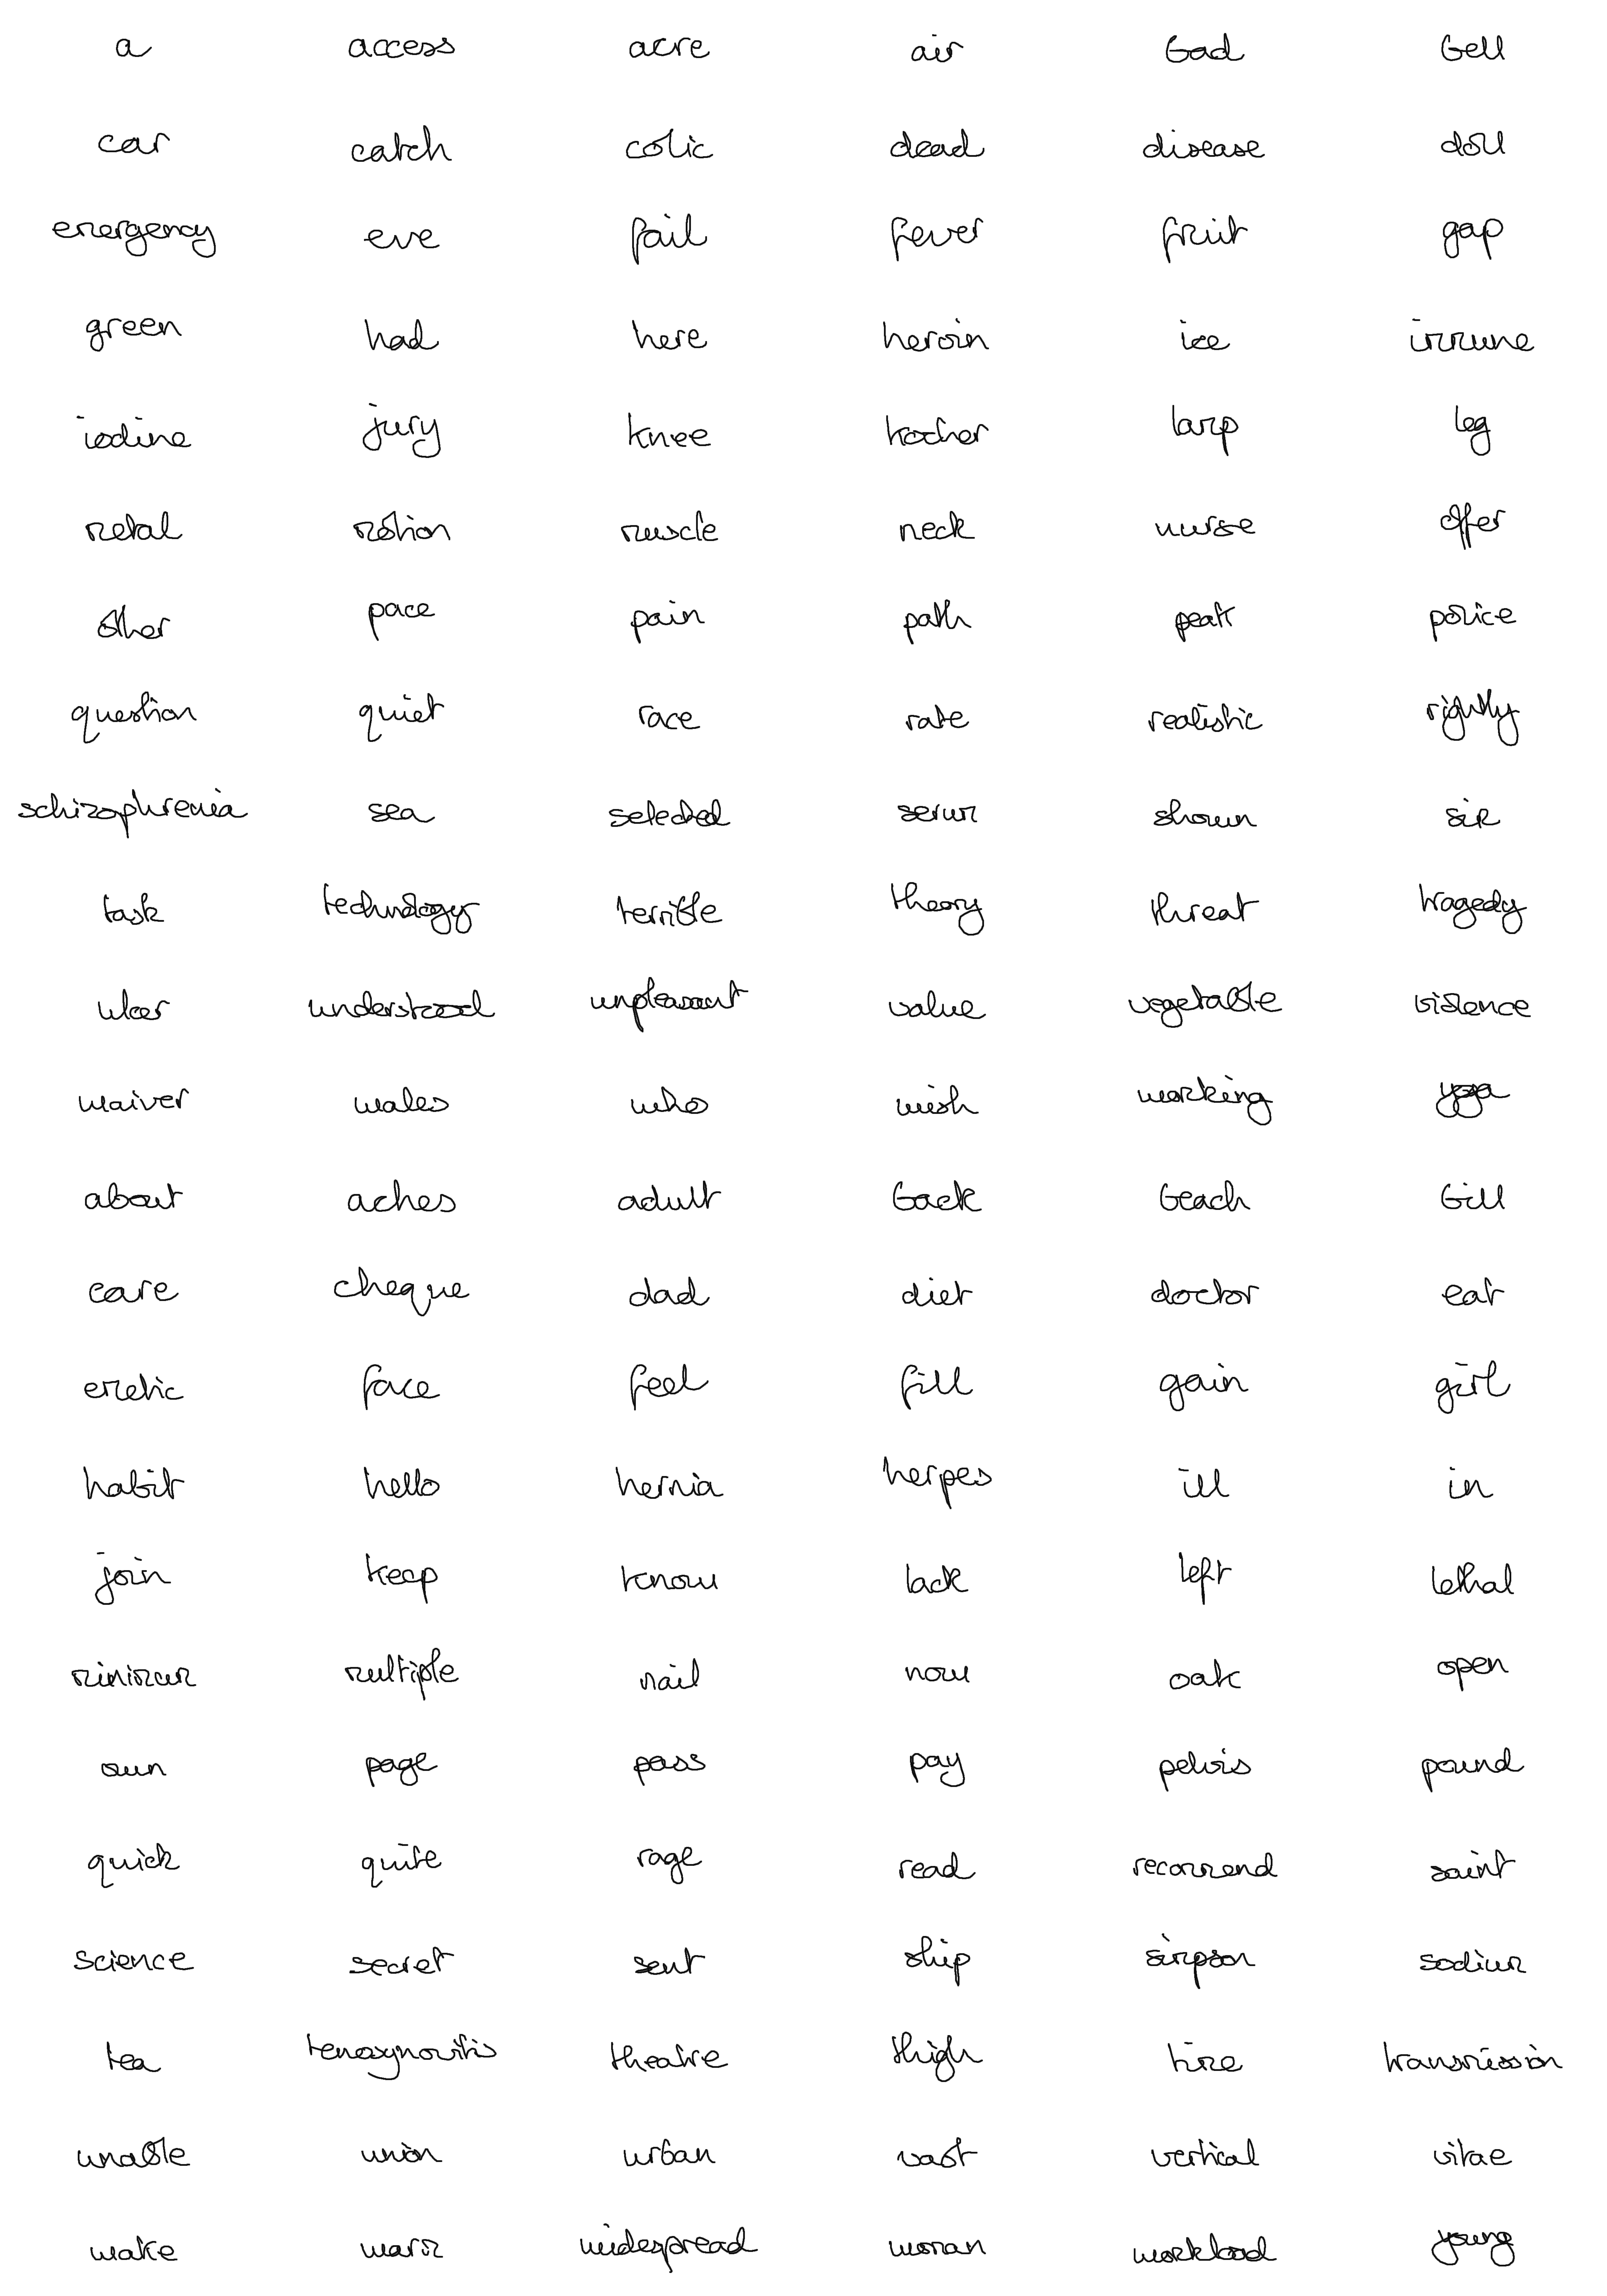 a access acre air bad bell
car catch colic dead disease doll
emergency eve fail fever fruit gap
green had here heroin ice immune
iodine jury knee kocher lamp leg
metal motion muscle neck nurse offer
other pace pain path peak police
question quiet race rate realistic rightly
schizophrenia sea selected serum shown sir
task technology terrible theory threat tragedy
ulcer understood unpleasant value vegetable violence
waiver wales who wish working yoga
about aches adult back beach bill
care cheque dad diet doctor eat
emetic face feel fill gain girl
habit hello hernia herpes ill in
join keep know lack left lethal
minimum multiple nail now oak open
own page pass pay pelvis pound
quick quite rage read recommend saint
science secret sent ship simpson sodium
tea tenosynovitis theatre thigh time transmission
unable union urban vast vertical vitae
wake warm widespread woman workload young